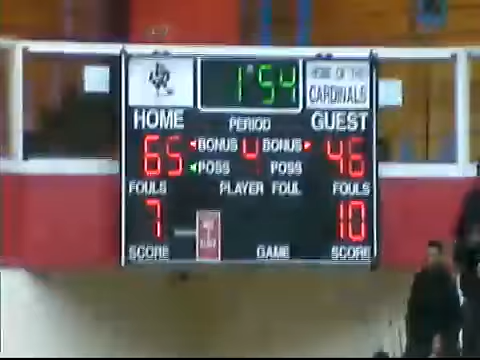 1:54
HOME OF THE
CARDINALS
HOME PERIOD GUEST
65 BONUS 4 BONUS 46
POSS POSS
FOULS PLAYER FOUL FOULS
7 10
SCORE GAME SCORE